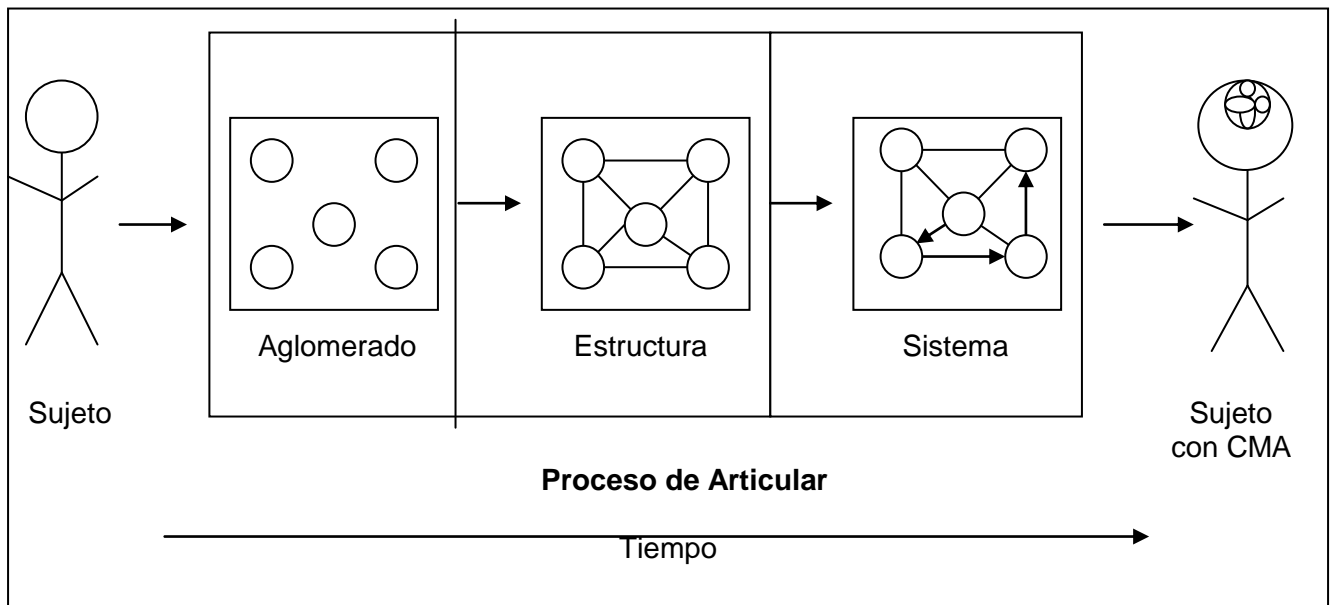 Aglomerado
Estructura
Sistema
Sujeto
Sujeto
con CMA
Proceso de Articular
Tiempo